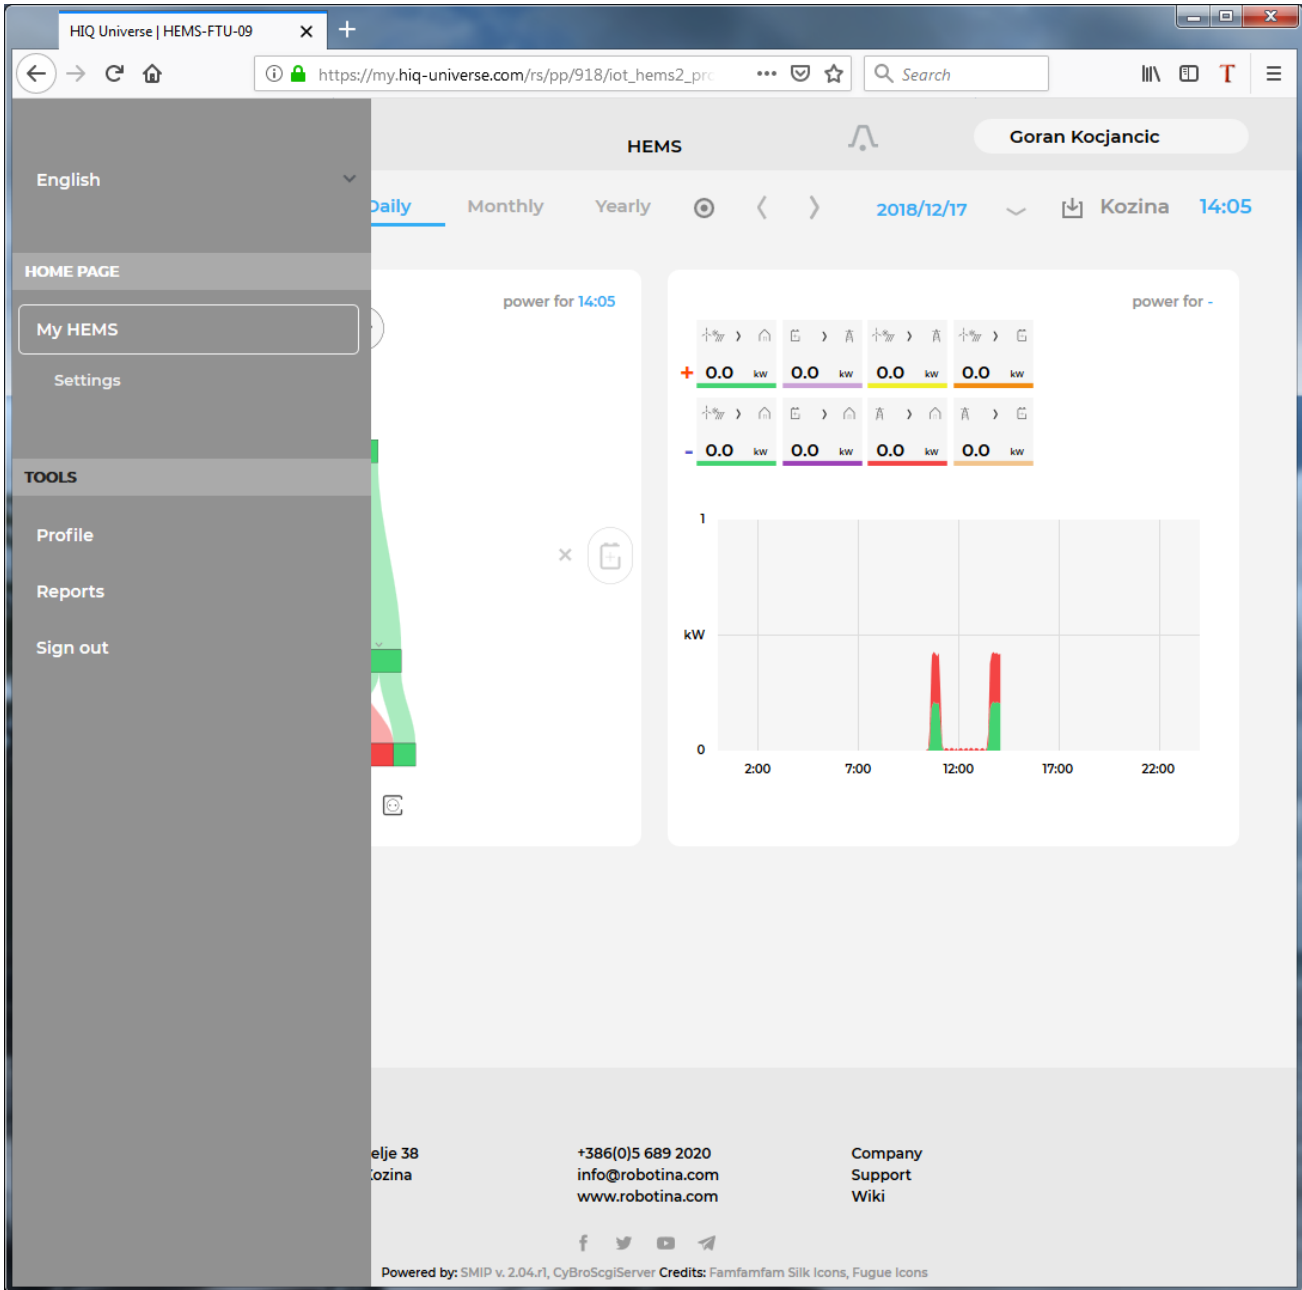 HIQ Universe | HEMS-FTU-09
https://my.hiq-universe.com/rs/pp/918/iot_hems2_pro
Search
T
English
HOME PAGE
My HEMS
Settings
TOOLS
Profile
Reports
Sign out
HEMS
Goran Kocjancic
Daily Monthly Yearly 2018/12/17 Kozina 14:05
power for 14:05
power for -
+ 0.0 kw 0.0 kw 0.0 kw 0.0 kw
- 0.0 kw 0.0 kw 0.0 kw 0.0 kw
1
kW
0
2:00 7:00 12:00 17:00 22:00
elje 38
ozina
+386(0)5 689 2020
info@robotina.com
www.robotina.com
Company
Support
Wiki
Powered by: SMIP v. 2.04.r1, CyBroScgiServer Credits: Famfamfam Silk Icons, Fugue Icons